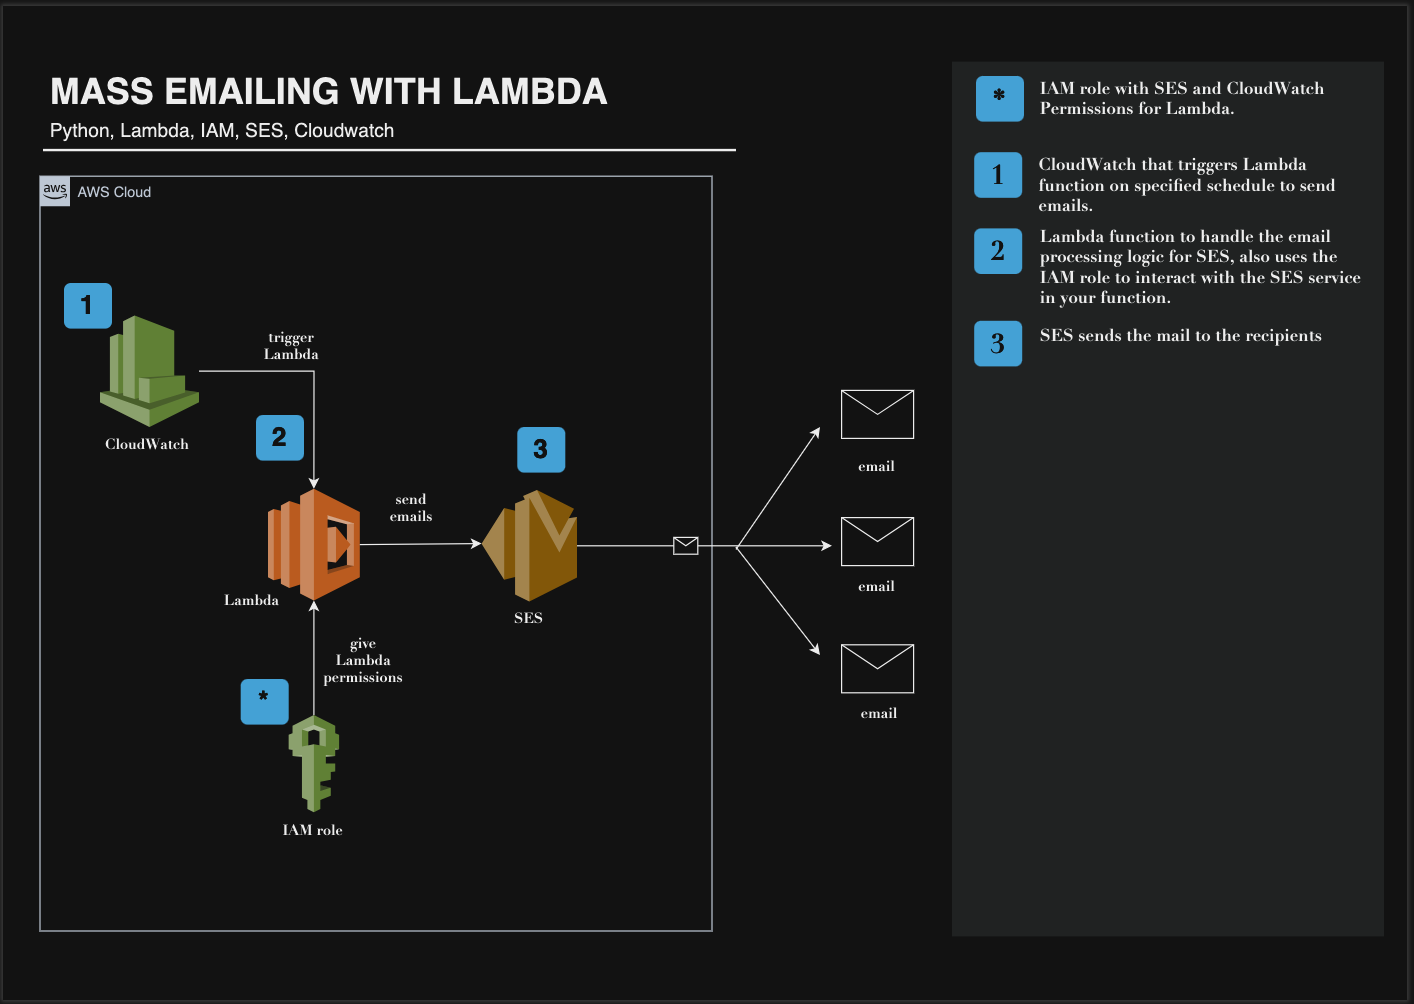 MASS EMAILING WITH LAMBDA
Python, Lambda, IAM, SES, Cloudwatch
aws
AWS Cloud
1
CloudWatch
trigger
Lambda
2
Lambda
send
emails
3
SES
give
Lambda
permissions
*
IAM role
email
email
email
*
IAM role with SES and CloudWatch
Permissions for Lambda.
1
CloudWatch that triggers Lambda
function on specified schedule to send
emails.
2
Lambda function to handle the email
processing logic for SES, also uses the
IAM role to interact with the SES service
in your function.
3
SES sends the mail to the recipients